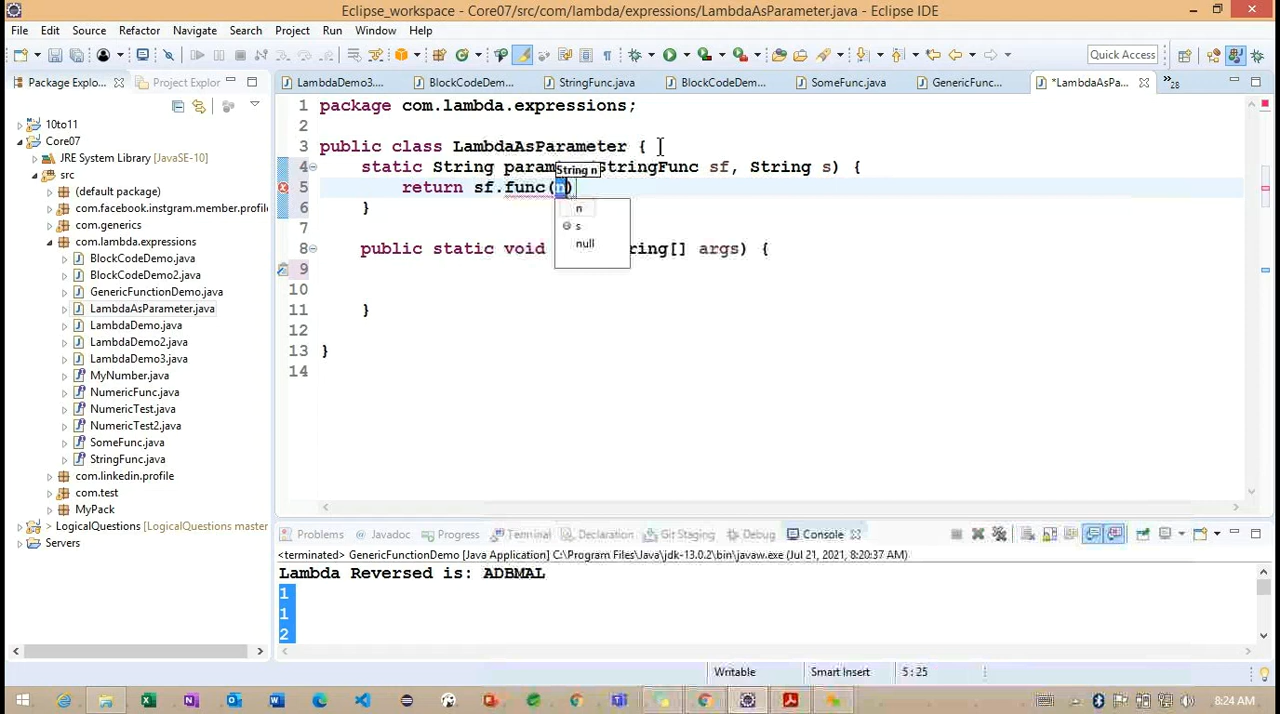 Eclipse_workspace - Core07/src/com/lambda/expressions/LambdaAsParameter.java - Eclipse IDE
File Edit Source Refactor Navigate Search Project Run Window Help
Quick Access
Package Explo... Project Explor
LambdaDemo3.... BlockCodeDem... StringFunc.java BlockCodeDem... SomeFunc.java GenericFunc... *LambdaAsPa... »28
10to11
Core07
JRE System Library [JavaSE-10]
src
(default package)
com.facebook.instgram.member.profile
com.generics
com.lambda.expressions
BlockCodeDemo.java
BlockCodeDemo2.java
GenericFunctionDemo.java
LambdaAsParameter.java
LambdaDemo.java
LambdaDemo2.java
LambdaDemo3.java
MyNumber.java
NumericFunc.java
NumericTest.java
NumericTest2.java
SomeFunc.java
StringFunc.java
com.linkedin.profile
com.test
MyPack
> LogicalQuestions [LogicalQuestions master
Servers
1 package com.lambda.expressions;
2
3 public class LambdaAsParameter {
4 static String param StringFunc sf, String s) {
String n
5 return sf.func(n)
6 }
n
7
s
8 public static void ring[] args) {
null
9
10
11 }
12
13 }
14
Problems Javadoc Progress Terminal Declaration Git Staging Debug Console
<terminated> GenericFunctionDemo [Java Application] C:\Program Files\Java\jdk-13.0.2\bin\javaw.exe (Jul 21, 2021, 8:20:37 AM)
Lambda Reversed is: ADBMAL
1
1
2
Writable Smart Insert 5 : 25
8:24 AM